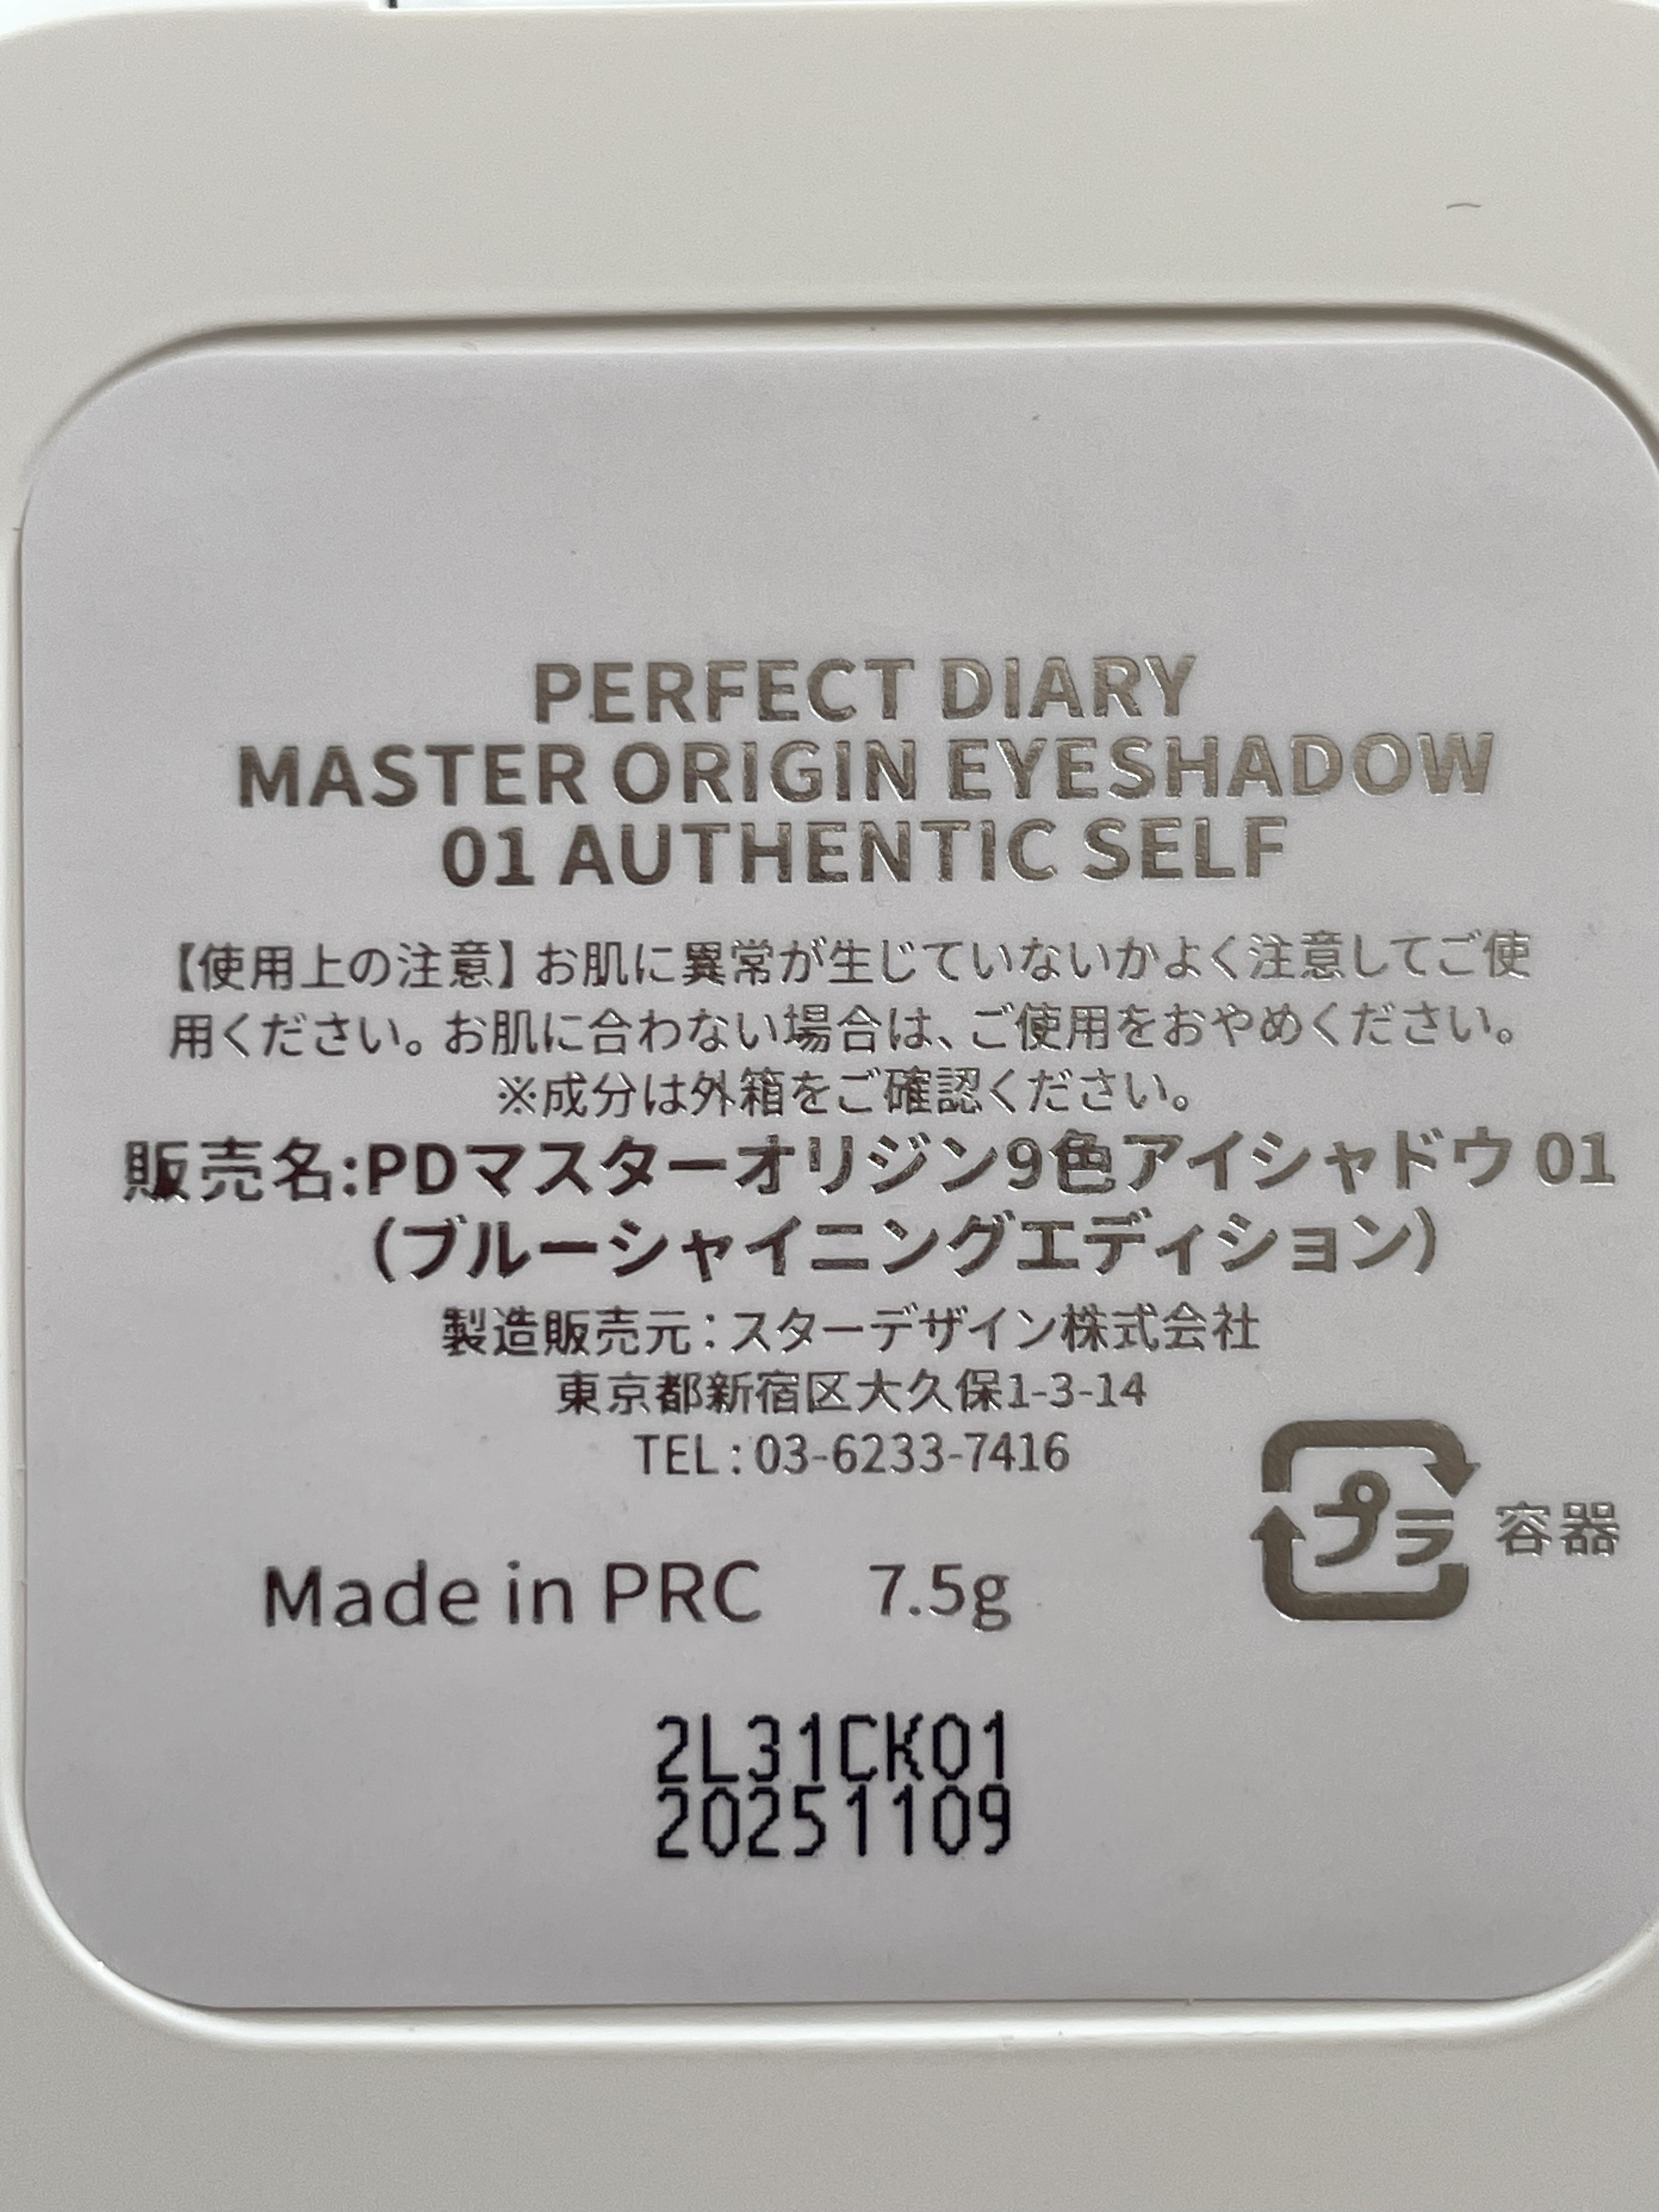 PERFECT DIARY
MASTER ORIGIN EYESHADOW
01 AUTHENTIC SELF
【使用上の注意】お肌に異常が生じていないかよく注意してご使
用ください。お肌に合わない場合は、ご使用をおやめください。
※成分は外箱をご確認ください。
販売名:PDマスターオリジン9色アイシャドウ 01
(ブルーシャイニングエディション)
製造販売元:スターデザイン株式会社
東京都新宿区大久保1-3-14
TEL:03-6233-7416
プラ 容器
Made in PRC 7.5g
2L31CK01
20251109